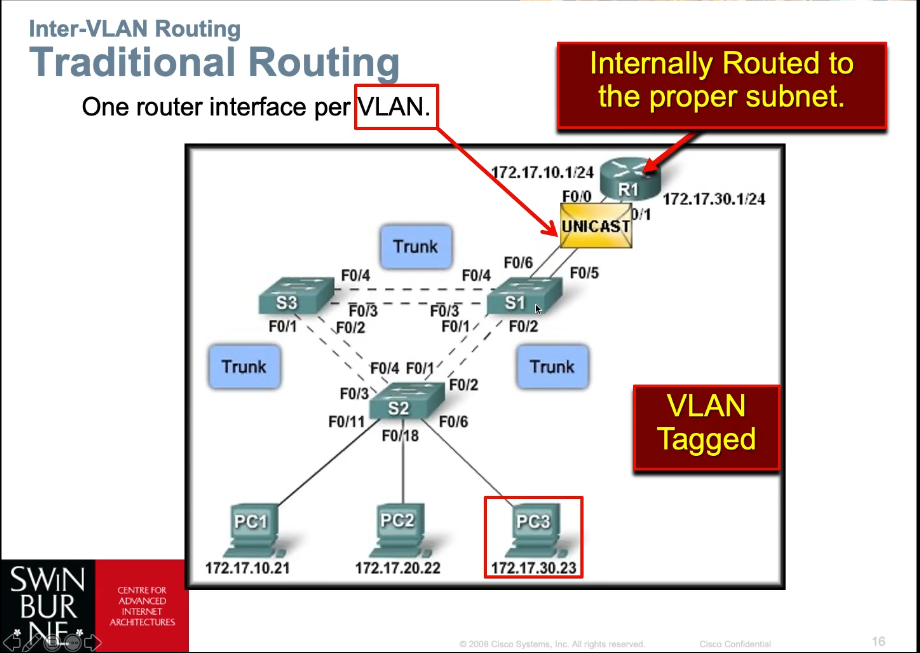 Inter-VLAN Routing
Traditional Routing
One router interface per VLAN.
Internally Routed to
the proper subnet.
172.17.10.1/24
R1
172.17.30.1/24
F0/0
0/1
UNICAST
Trunk
F0/6
F0/5
F0/4
F0/4
S3
S1
F0/3
F0/3
F0/1
F0/2
F0/1
F0/2
Trunk
Trunk
F0/4
F0/1
F0/3
F0/2
S2
F0/11
F0/6
F0/18
VLAN
Tagged
PC1
PC2
PC3
172.17.10.21
172.17.20.22
172.17.30.23
SWIN
BUR
*NE*
CENTRE FOR
ADVANCED
INTERNET
ARCHITECTURES
© 2006 Cisco Systems, Inc. All rights reserved.
Cisco Confidential
16